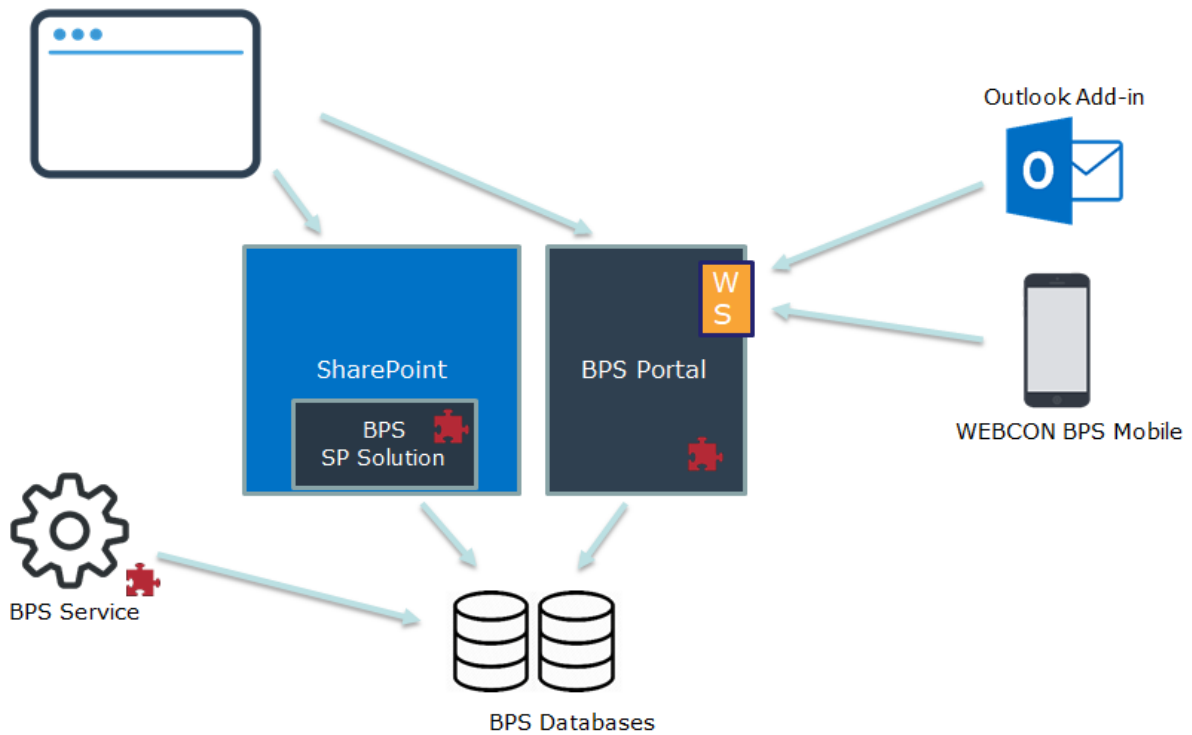 Outlook Add-in
O
W
S
SharePoint
BPS Portal
BPS
SP Solution
WEBCON BPS Mobile
BPS Service
BPS Databases